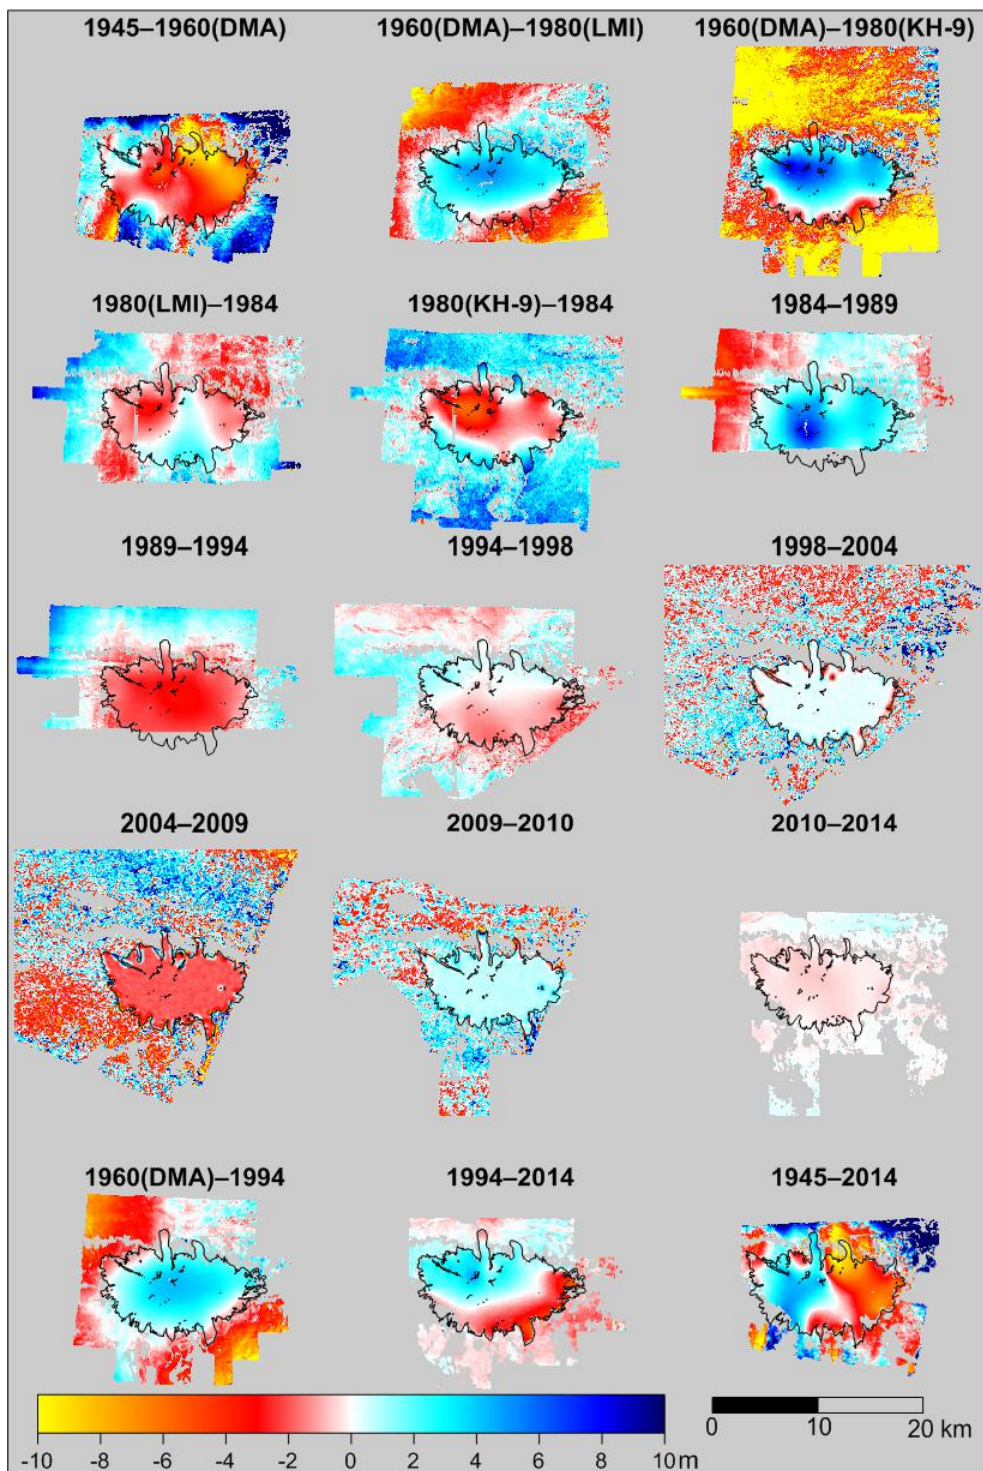 1945–1960(DMA) 1960(DMA)–1980(LMI) 1960(DMA)–1980(KH-9)
1980(LMI)–1984 1980(KH-9)–1984 1984–1989
1989–1994 1994–1998 1998–2004
2004–2009 2009–2010 2010–2014
1960(DMA)–1994 1994–2014 1945–2014
-10 -8 -6 -4 -2 0 2 4 6 8 10 m
0 10 20 km